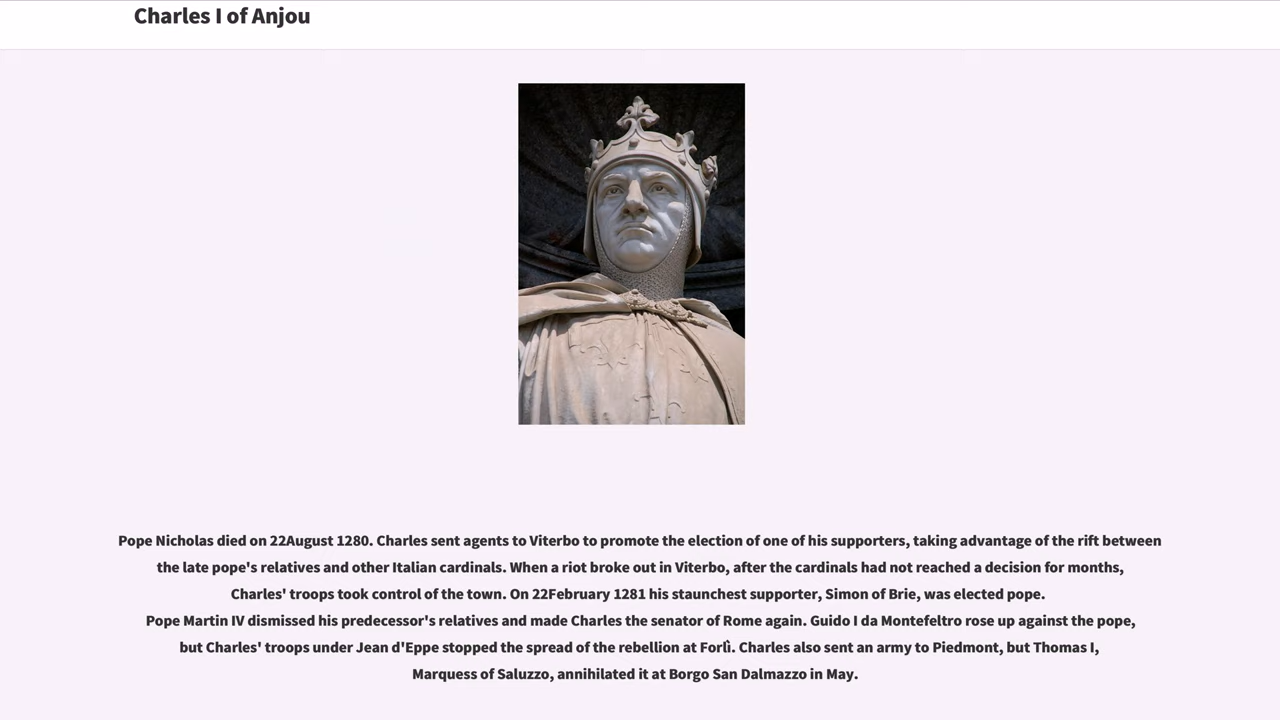 Charles I of Anjou
Pope Nicholas died on 22August 1280. Charles sent agents to Viterbo to promote the election of one of his supporters, taking advantage of the rift between
the late pope's relatives and other Italian cardinals. When a riot broke out in Viterbo, after the cardinals had not reached a decision for months,
Charles' troops took control of the town. On 22February 1281 his staunchest supporter, Simon of Brie, was elected pope.
Pope Martin IV dismissed his predecessor's relatives and made Charles the senator of Rome again. Guido I da Montefeltro rose up against the pope,
but Charles' troops under Jean d'Eppe stopped the spread of the rebellion at Forlì. Charles also sent an army to Piedmont, but Thomas I,
Marquess of Saluzzo, annihilated it at Borgo San Dalmazzo in May.